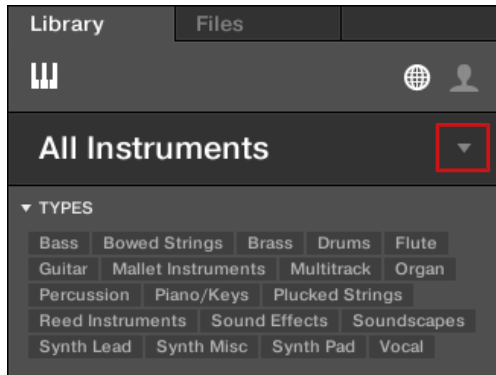 Library Files
All Instruments
TYPES
Bass Bowed Strings Brass Drums Flute
Guitar Mallet Instruments Multitrack Organ
Percussion Piano/Keys Plucked Strings
Reed Instruments Sound Effects Soundscapes
Synth Lead Synth Misc Synth Pad Vocal